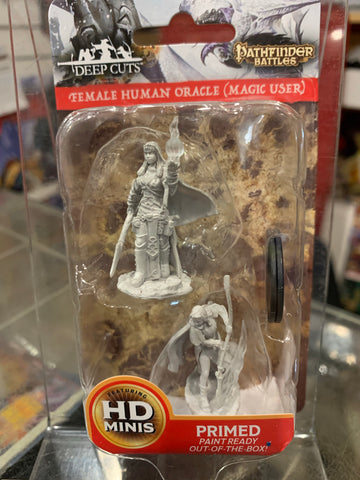 DEEP CUTS
PATHFINDER
BATTLES
FEMALE HUMAN ORACLE (MAGIC USER)
FEATURING
HD
MINIS
PRIMED
PAINT READY
OUT-OF-THE-BOX!